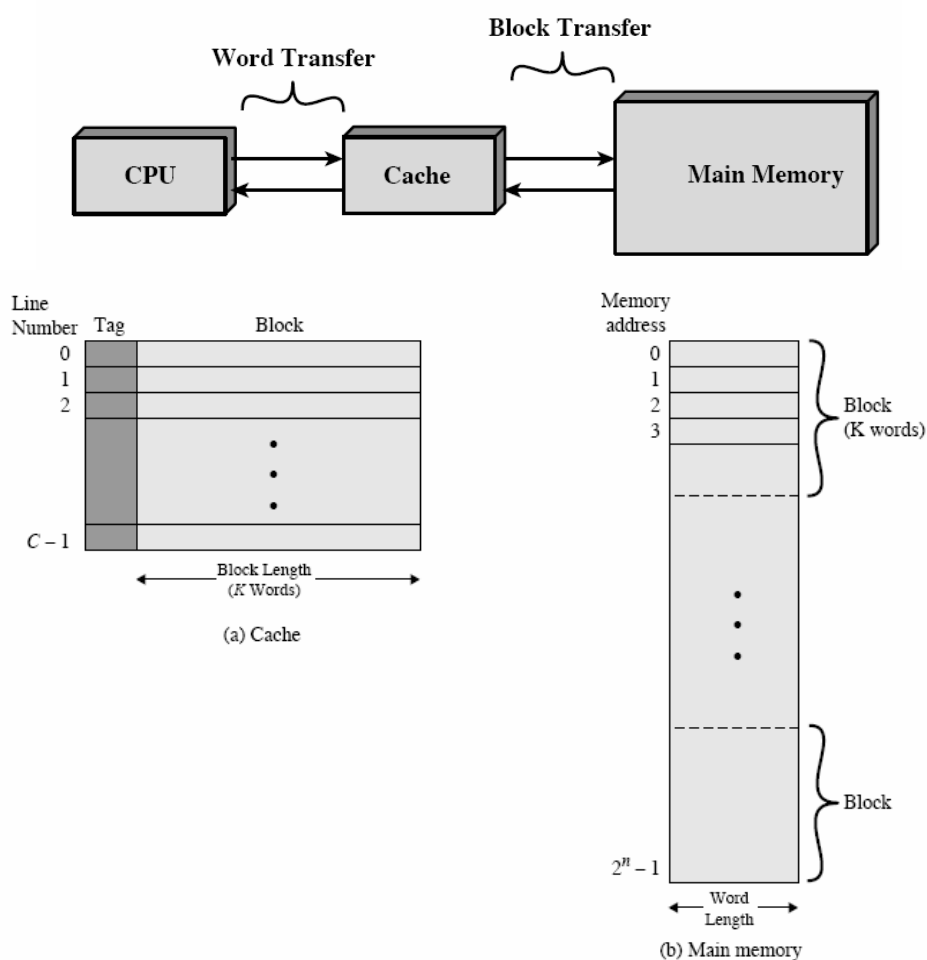 Block Transfer
Word Transfer
CPU
Cache
Main Memory
Line
Number Tag Block
0
1
2
C – 1
Block Length
(K Words)
(a) Cache
Memory
address
0
1
2
3
Block
(K words)
Block
2ⁿ – 1
Word
Length
(b) Main memory